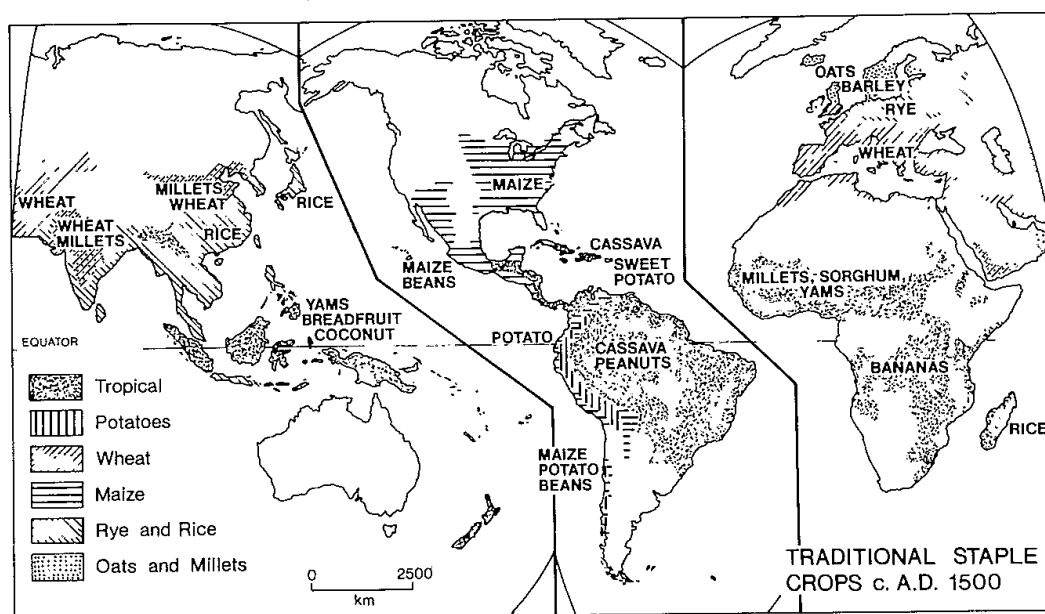 OATS
BARLEY
RYE
WHEAT
WHEAT
MILLETS
WHEAT
WHEAT
MILLETS
RICE
RICE
MAIZE
MAIZE
BEANS
CASSAVA
SWEET
POTATO
MILLETS, SORGHUM,
YAMS
YAMS
BREADFRUIT
COCONUT
EQUATOR
POTATO
CASSAVA
PEANUTS
BANANAS
RICE
MAIZE
POTATO
BEANS
Tropical
Potatoes
Wheat
Maize
Rye and Rice
Oats and Millets
0 2500
km
TRADITIONAL STAPLE
CROPS c. A.D. 1500